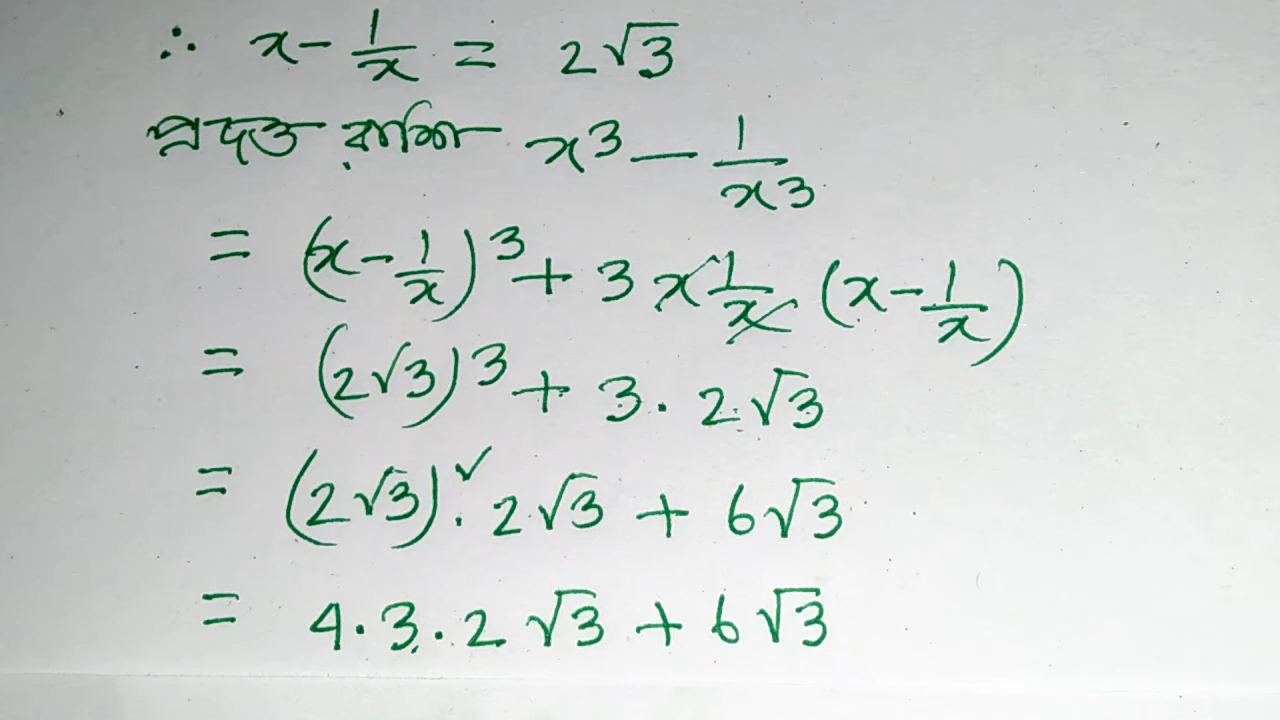 ∴ x - 1/x = 2√3
প্রদত্ত রাশি x³ - 1/x³
= (x - 1/x)³ + 3 x 1/x (x - 1/x)
= (2√3)³ + 3 . 2√3
= (2√3)² . 2√3 + 6√3
= 4 . 3 . 2√3 + 6√3